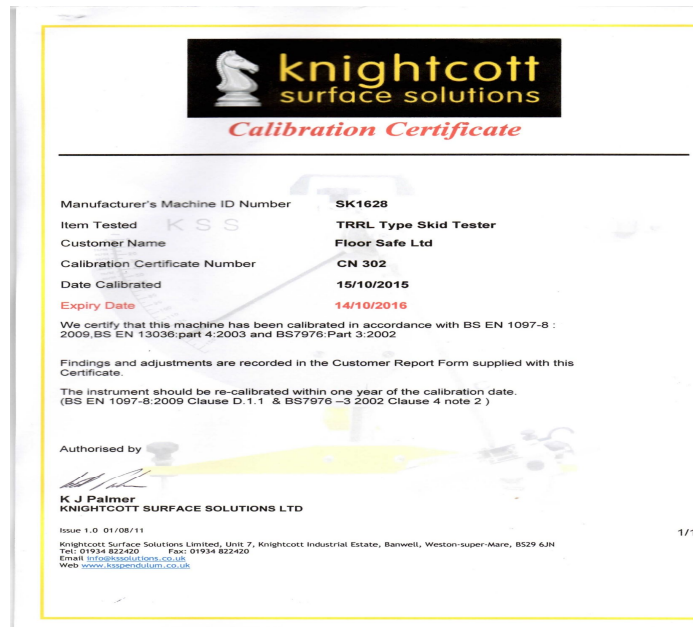 knightcott
surface solutions
Calibration Certificate
Manufacturer's Machine ID Number SK1628
Item Tested TRRL Type Skid Tester
KSS
Customer Name Floor Safe Ltd
Calibration Certificate Number CN 302
Date Calibrated 15/10/2015
Expiry Date 14/10/2016
We certify that this machine has been calibrated in accordance with BS EN 1097-8 :
2009,BS EN 13036:part 4:2003 and BS7976:Part 3:2002
Findings and adjustments are recorded in the Customer Report Form supplied with this
Certificate.
The instrument should be re-calibrated within one year of the calibration date.
(BS EN 1097-8:2009 Clause D.1.1 & BS7976 –3 2002 Clause 4 note 2 )
Authorised by
K J Palmer
KNIGHTCOTT SURFACE SOLUTIONS LTD
Issue 1.0 01/08/11
1/1
Knightcott Surface Solutions Limited, Unit 7, Knightcott Industrial Estate, Banwell, Weston-super-Mare, BS29 6JN
Tel: 01934 822420 Fax: 01934 822420
Email info@kssolutions.co.uk
Web www.ksspendulum.co.uk